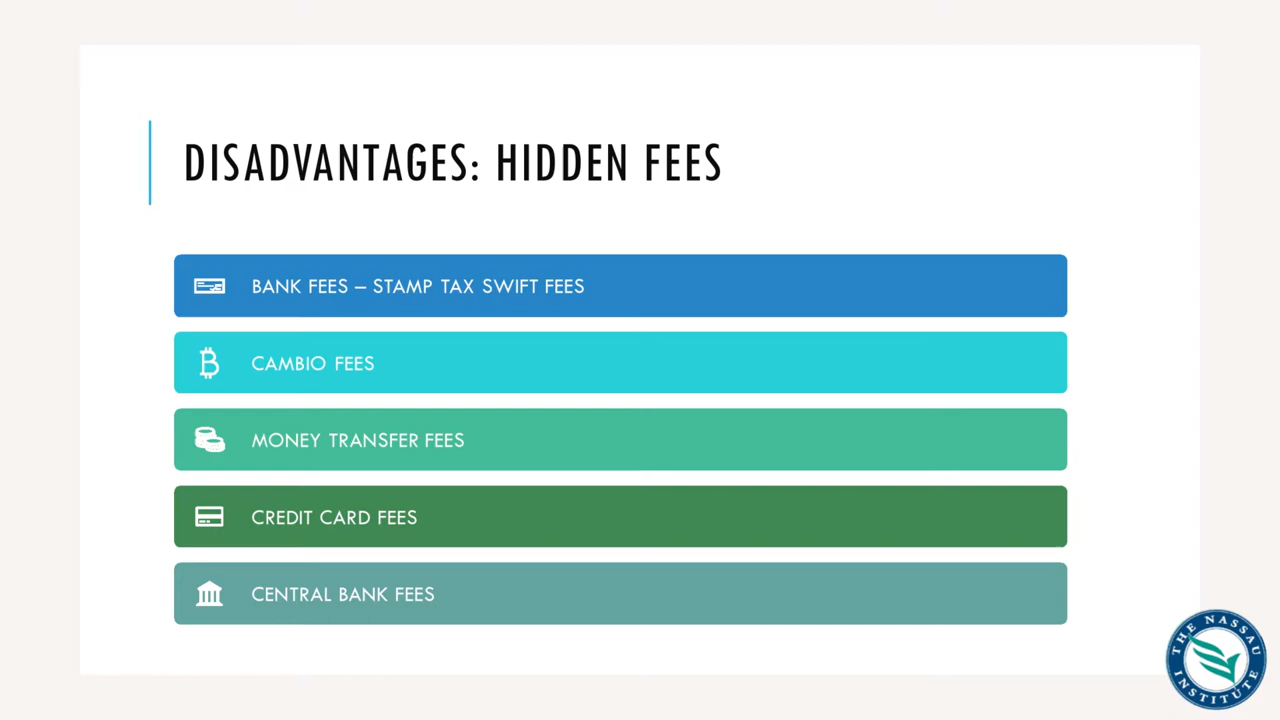 DISADVANTAGES: HIDDEN FEES
BANK FEES – STAMP TAX SWIFT FEES
CAMBIO FEES
MONEY TRANSFER FEES
CREDIT CARD FEES
CENTRAL BANK FEES
THE NASSAU INSTITUTE